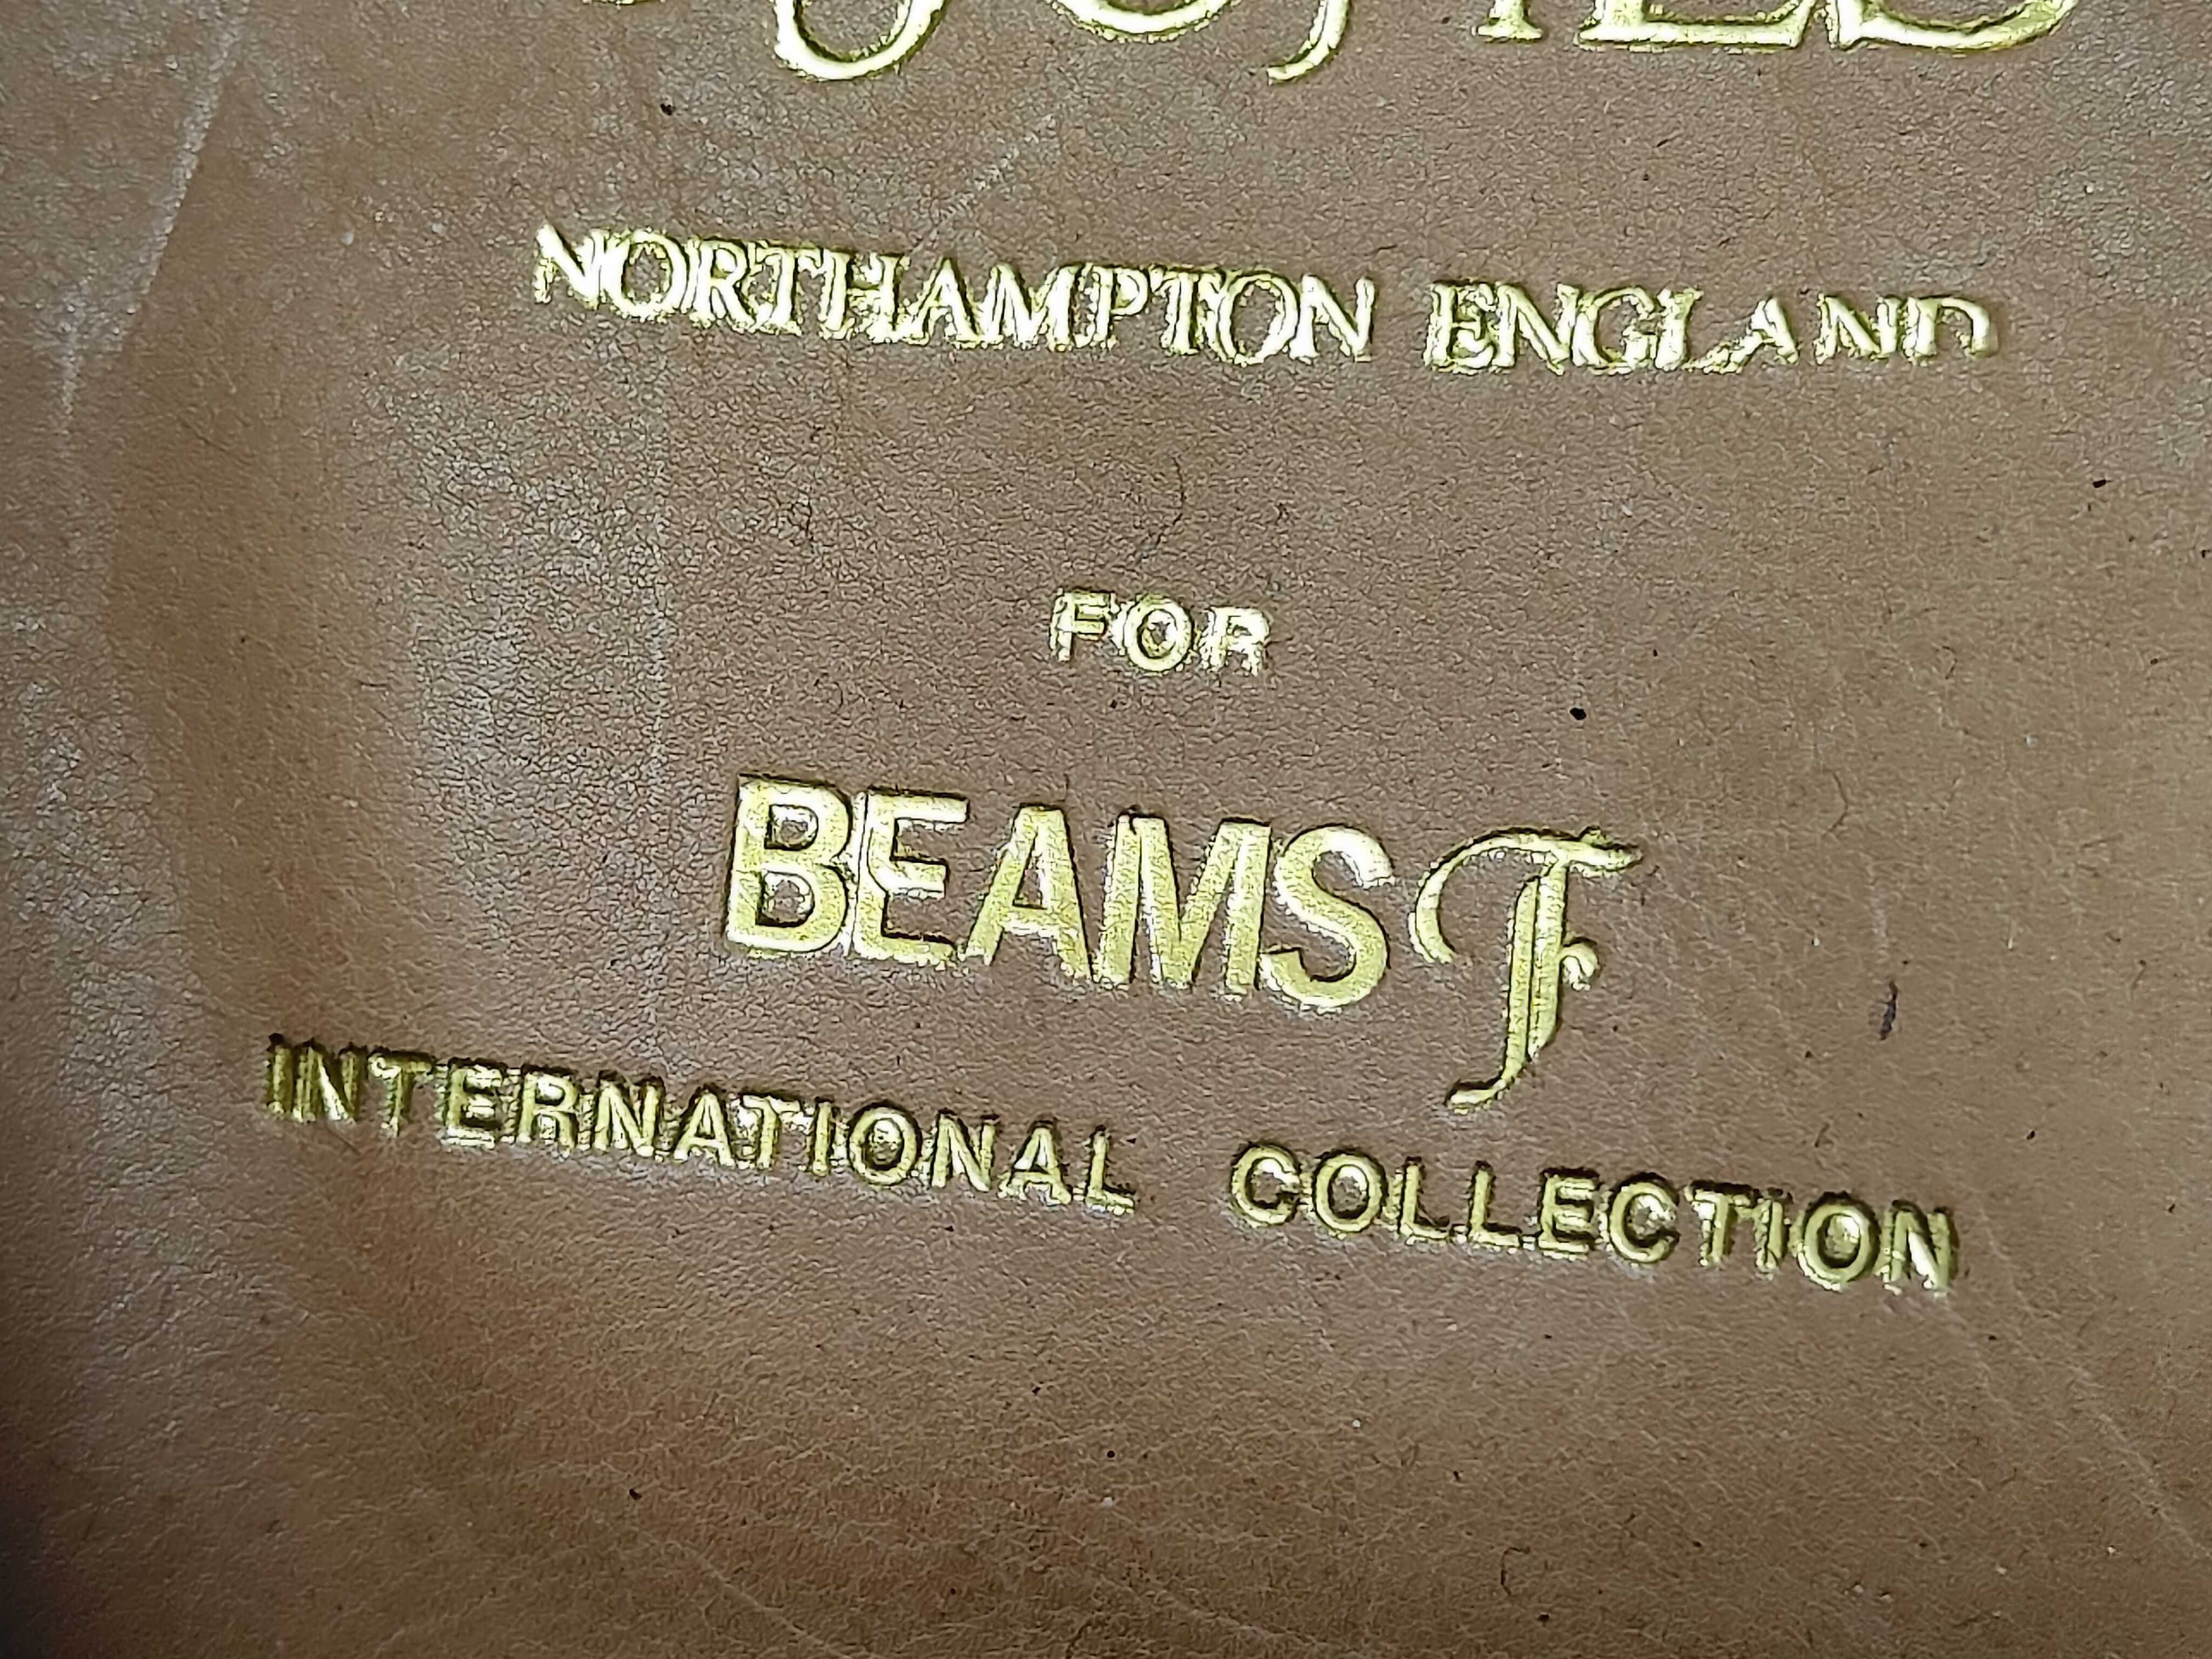 NORTHAMPTON ENGLAND
FOR
BEAMS F
INTERNATIONAL COLLECTION